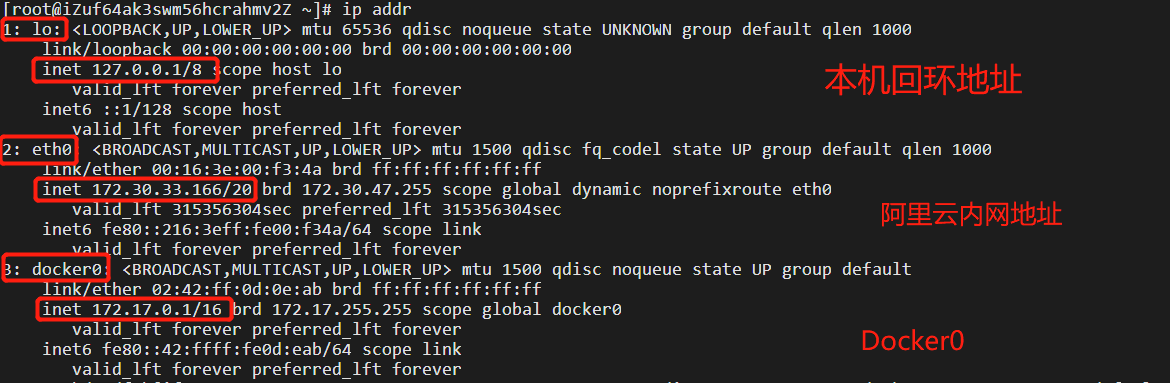 [root@iZuf64ak3swm56hcrahmv2Z ~]# ip addr
1: lo: <LOOPBACK,UP,LOWER_UP> mtu 65536 qdisc noqueue state UNKNOWN group default qlen 1000
link/loopback 00:00:00:00:00:00 brd 00:00:00:00:00:00
inet 127.0.0.1/8 scope host lo
本机回环地址
valid_lft forever preferred_lft forever
inet6 ::1/128 scope host
valid_lft forever preferred_lft forever
2: eth0: <BROADCAST,MULTICAST,UP,LOWER_UP> mtu 1500 qdisc fq_codel state UP group default qlen 1000
link/ether 00:16:3e:00:f3:4a brd ff:ff:ff:ff:ff:ff
inet 172.30.33.166/20 brd 172.30.47.255 scope global dynamic noprefixroute eth0
valid_lft 315356304sec preferred_lft 315356304sec
阿里云内网地址
inet6 fe80::216:3eff:fe00:f34a/64 scope link
valid_lft forever preferred_lft forever
3: docker0: <BROADCAST,MULTICAST,UP,LOWER_UP> mtu 1500 qdisc noqueue state UP group default
link/ether 02:42:ff:0d:0e:ab brd ff:ff:ff:ff:ff:ff
inet 172.17.0.1/16 brd 172.17.255.255 scope global docker0
valid_lft forever preferred_lft forever
Docker0
inet6 fe80::42:ffff:fe0d:eab/64 scope link
valid_lft forever preferred_lft forever